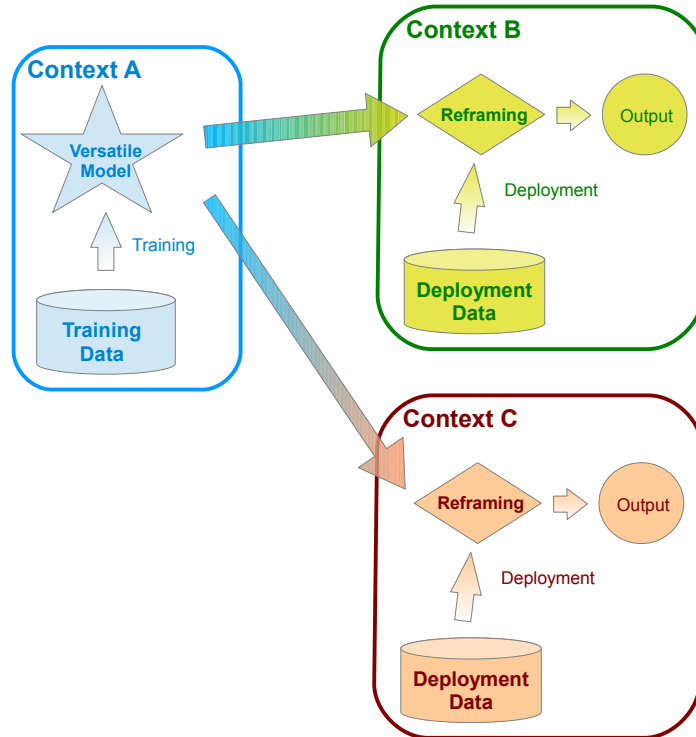 Context A
Versatile
Model
Training
Training
Data
Context B
Reframing
Output
Deployment
Deployment
Data
Context C
Reframing
Output
Deployment
Deployment
Data